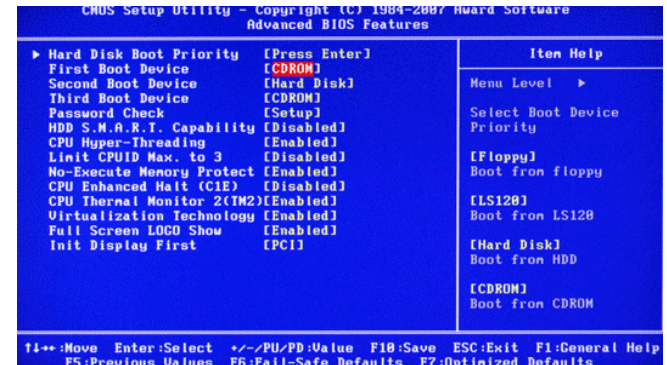 CMOS Setup Utility - Copyright (C) 1984-2007 Award Software
Advanced BIOS Features
▶ Hard Disk Boot Priority [Press Enter]
First Boot Device [CDROM]
Second Boot Device [Hard Disk]
Third Boot Device [CDROM]
Password Check [Setup]
HDD S.M.A.R.T. Capability [Disabled]
CPU Hyper-Threading [Enabled]
Limit CPUID Max. to 3 [Disabled]
No-Execute Memory Protect [Enabled]
CPU Enhanced Halt (C1E) [Disabled]
CPU Thermal Monitor 2(TM2)[Enabled]
Virtualization Technology [Enabled]
Full Screen LOGO Show [Enabled]
Init Display First [PCI]
Item Help
Menu Level ▶
Select Boot Device
Priority
[Floppy]
Boot from floppy
[LS120]
Boot from LS120
[Hard Disk]
Boot from HDD
[CDROM]
Boot from CDROM
↑↓→←:Move Enter:Select +/-/PU/PD:Value F10:Save ESC:Exit F1:General Help
F5:Previous Values F6:Fail-Safe Defaults F7:Optimized Defaults